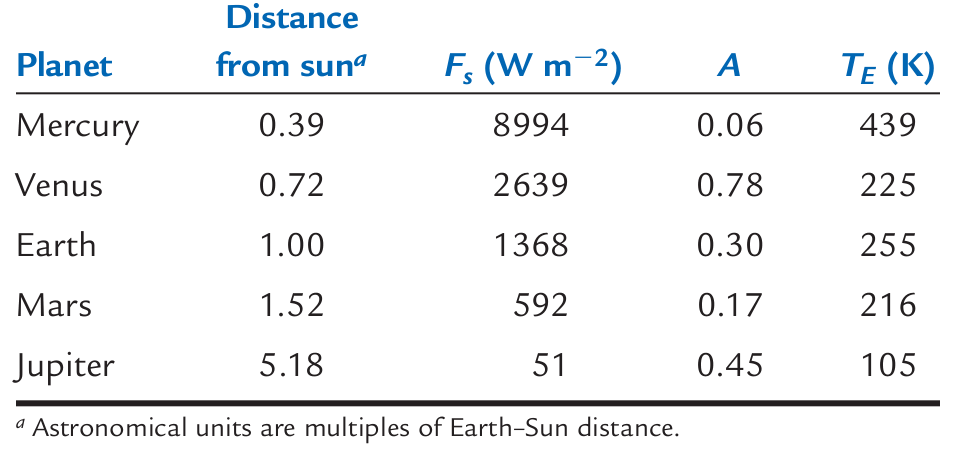 Distance
Planet from sunᵃ Fₛ (W m⁻²) A T_E (K)
Mercury 0.39 8994 0.06 439
Venus 0.72 2639 0.78 225
Earth 1.00 1368 0.30 255
Mars 1.52 592 0.17 216
Jupiter 5.18 51 0.45 105
ᵃ Astronomical units are multiples of Earth–Sun distance.